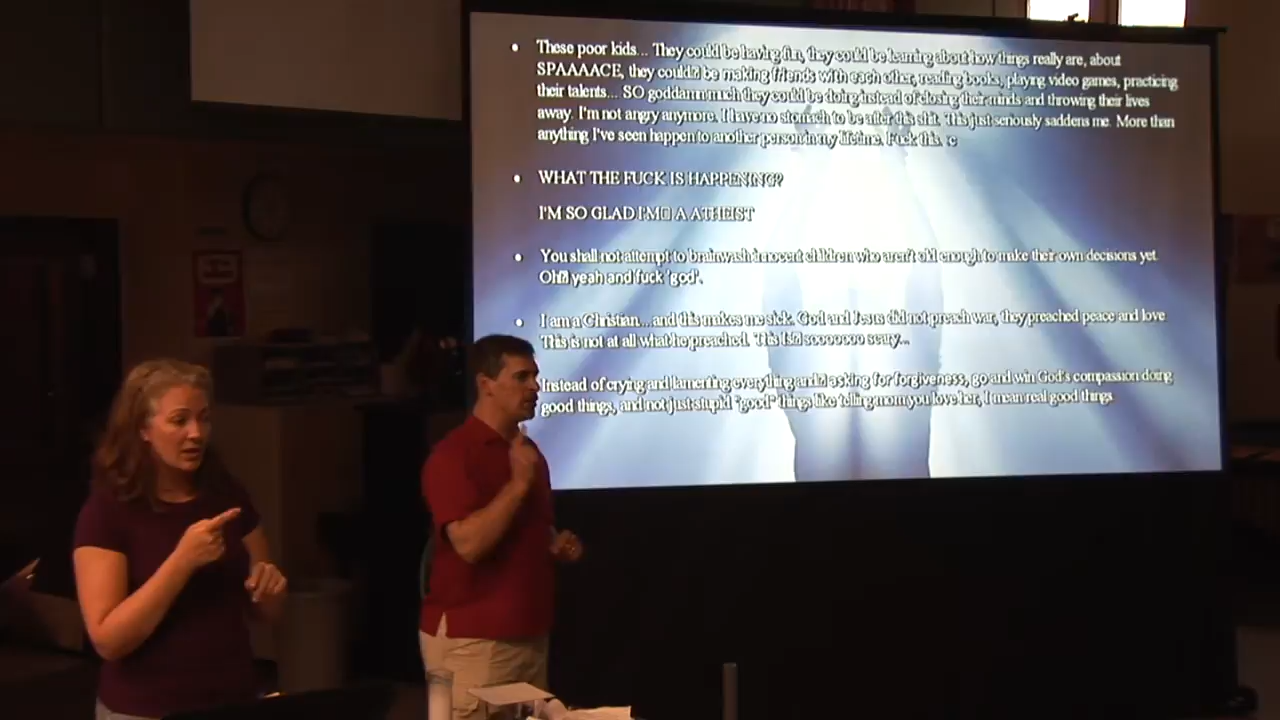 • These poor kids... They could be having fun, they could be learning about how things really are, about
SPAAAACE, they could be making friends with each other, reading books, playing video games, practicing
their talents... SO goddamn much they could be doing instead of closing their minds and throwing their lives
away. I'm not angry anymore. I have no stomach to be after this shit. This just seriously saddens me. More than
anything I've seen happen to another person in my lifetime. Fuck this. :c
• WHAT THE FUCK IS HAPPENING?
I'M SO GLAD I'M A ATHEIST
• You shall not attempt to brainwash innocent children who aren't old enough to make their own decisions yet.
Oh yeah and fuck 'god'.
• I am a Christian... and this makes me sick. God and Jesus did not preach war, they preached peace and love
This is not at all what he preached. This is sooooooo scary...
Instead of crying and lamenting everything and asking for forgiveness, go and win God's compassion doing
good things, and not just stupid "good" things like telling mom you love her, I mean real good things.